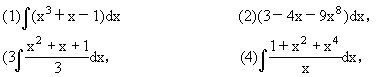 (1)∫(x³+x−1)dx (2)(3−4x−9x⁸)dx,
(3∫(x²+x+1)/3 dx, (4)∫(1+x²+x⁴)/x dx,